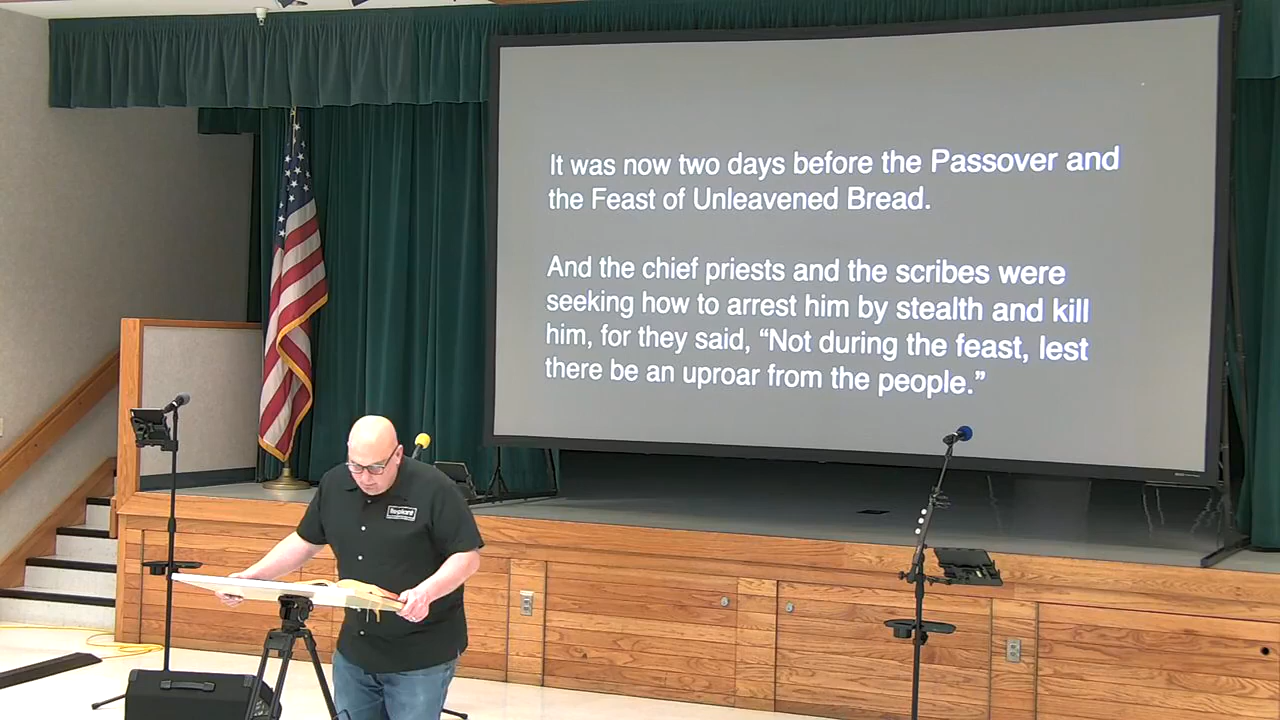 It was now two days before the Passover and
the Feast of Unleavened Bread.
And the chief priests and the scribes were
seeking how to arrest him by stealth and kill
him, for they said, “Not during the feast, lest
there be an uproar from the people.”